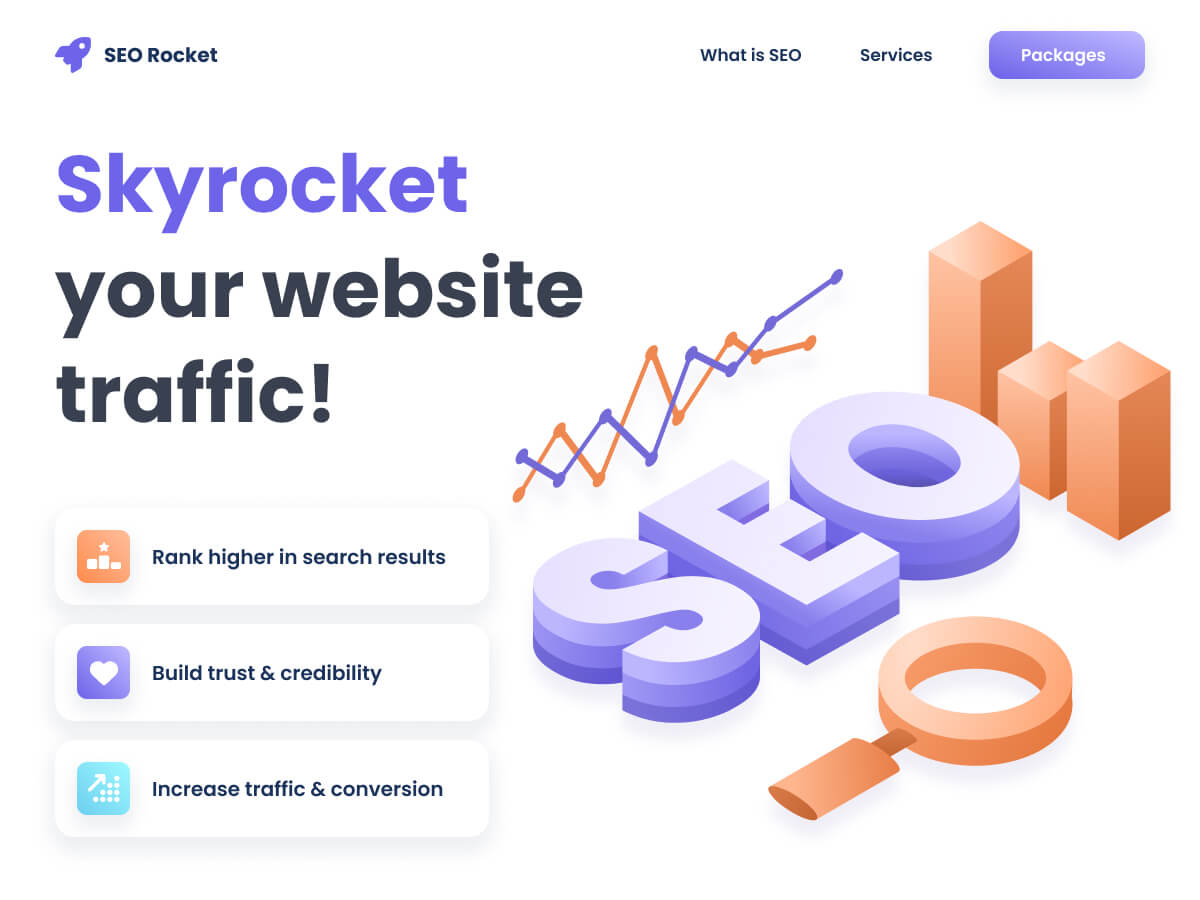 SEO Rocket
What is SEO
Services
Packages
Skyrocket
your website
traffic!
Rank higher in search results
Build trust & credibility
Increase traffic & conversion
SEO